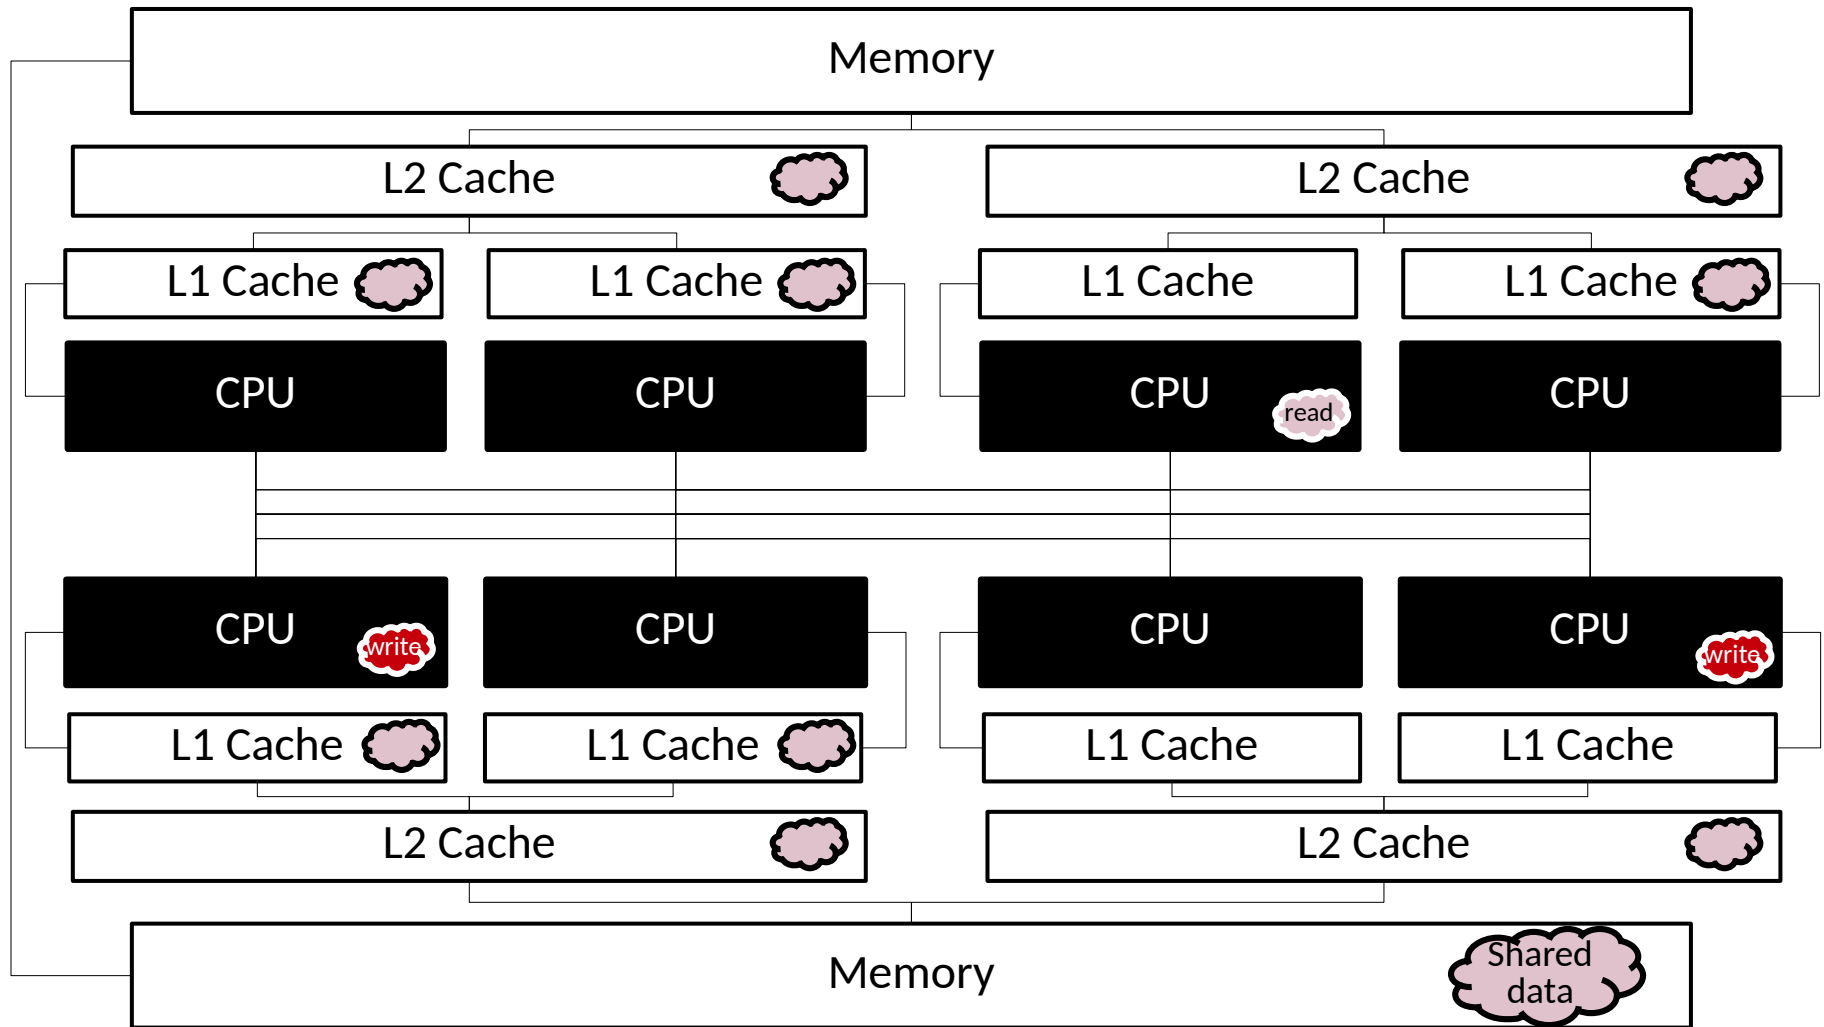 Memory
L2 Cache
L2 Cache
L1 Cache
L1 Cache
L1 Cache
L1 Cache
CPU
CPU
CPU
read
CPU
CPU
write
CPU
CPU
CPU
write
L1 Cache
L1 Cache
L1 Cache
L1 Cache
L2 Cache
L2 Cache
Memory
Shared
data